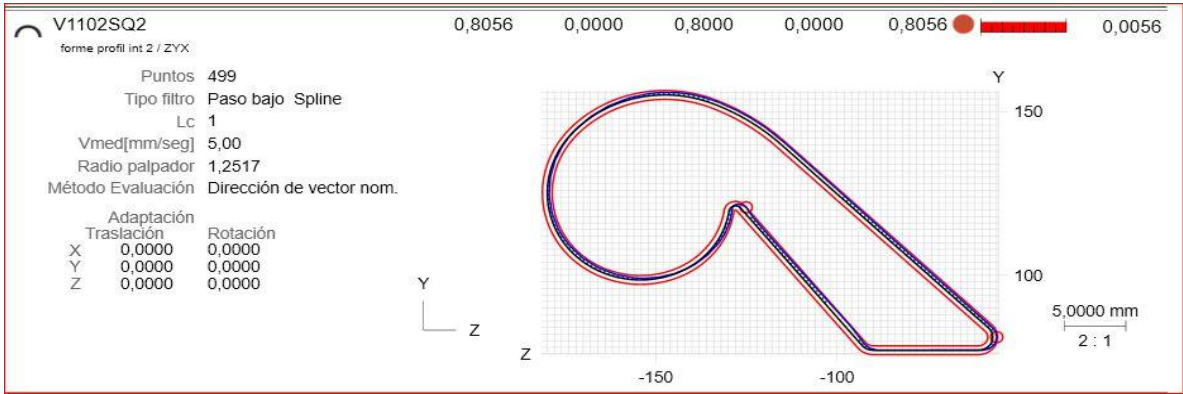 V1102SQ2 0,8056 0,0000 0,8000 0,0000 0,8056 0,0056
forme profil int 2 / ZYX
Puntos 499
Tipo filtro Paso bajo Spline
Lc 1
Vmed[mm/seg] 5,00
Radio palpador 1,2517
Método Evaluación Dirección de vector nom.
Adaptación
Traslación Rotación
X 0,0000 0,0000
Y 0,0000 0,0000
Z 0,0000 0,0000
Y
Z
Y
150
100
Z
-150 -100
5,0000 mm
2 : 1